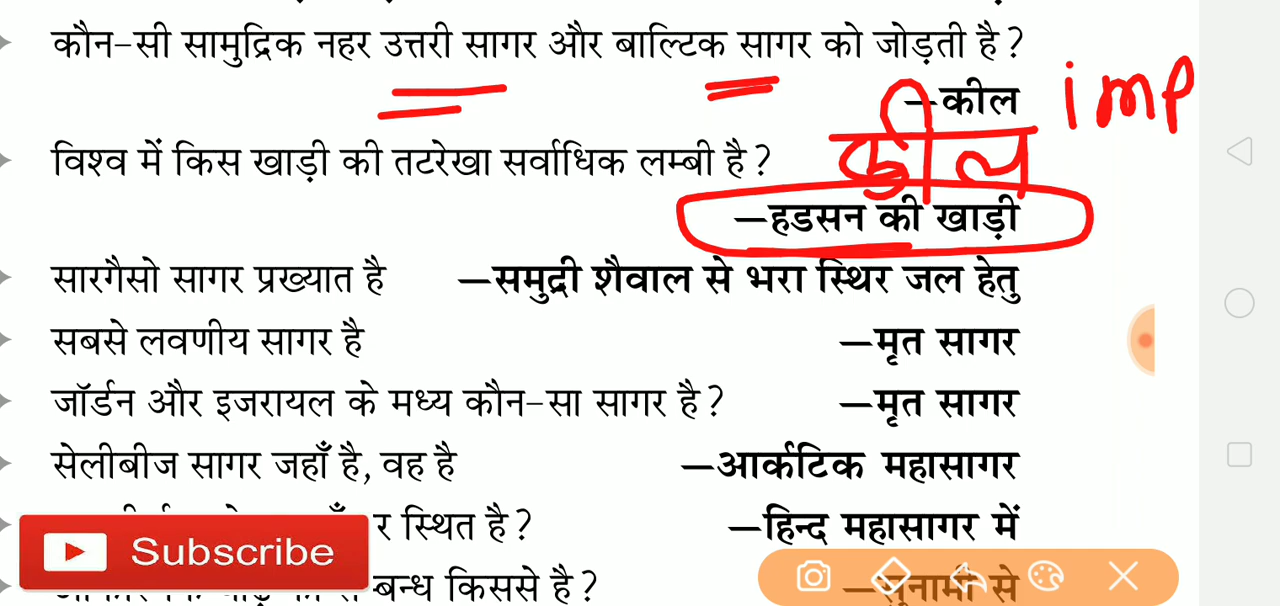 कौन-सी सामुद्रिक नहर उत्तरी सागर और बाल्टिक सागर को जोड़ती है?
—कील
imp
कील
विश्व में किस खाड़ी की तटरेखा सर्वाधिक लम्बी है?
—हडसन की खाड़ी
सारगैसो सागर प्रख्यात है —समुद्री शैवाल से भरा स्थिर जल हेतु
सबसे लवणीय सागर है —मृत सागर
जॉर्डन और इजरायल के मध्य कौन-सा सागर है? —मृत सागर
सेलीबीज सागर जहाँ है, वह है —आर्कटिक महासागर
र स्थित है? —हिन्द महासागर में
Subscribe
बन्ध किससे है? —सुनामी से